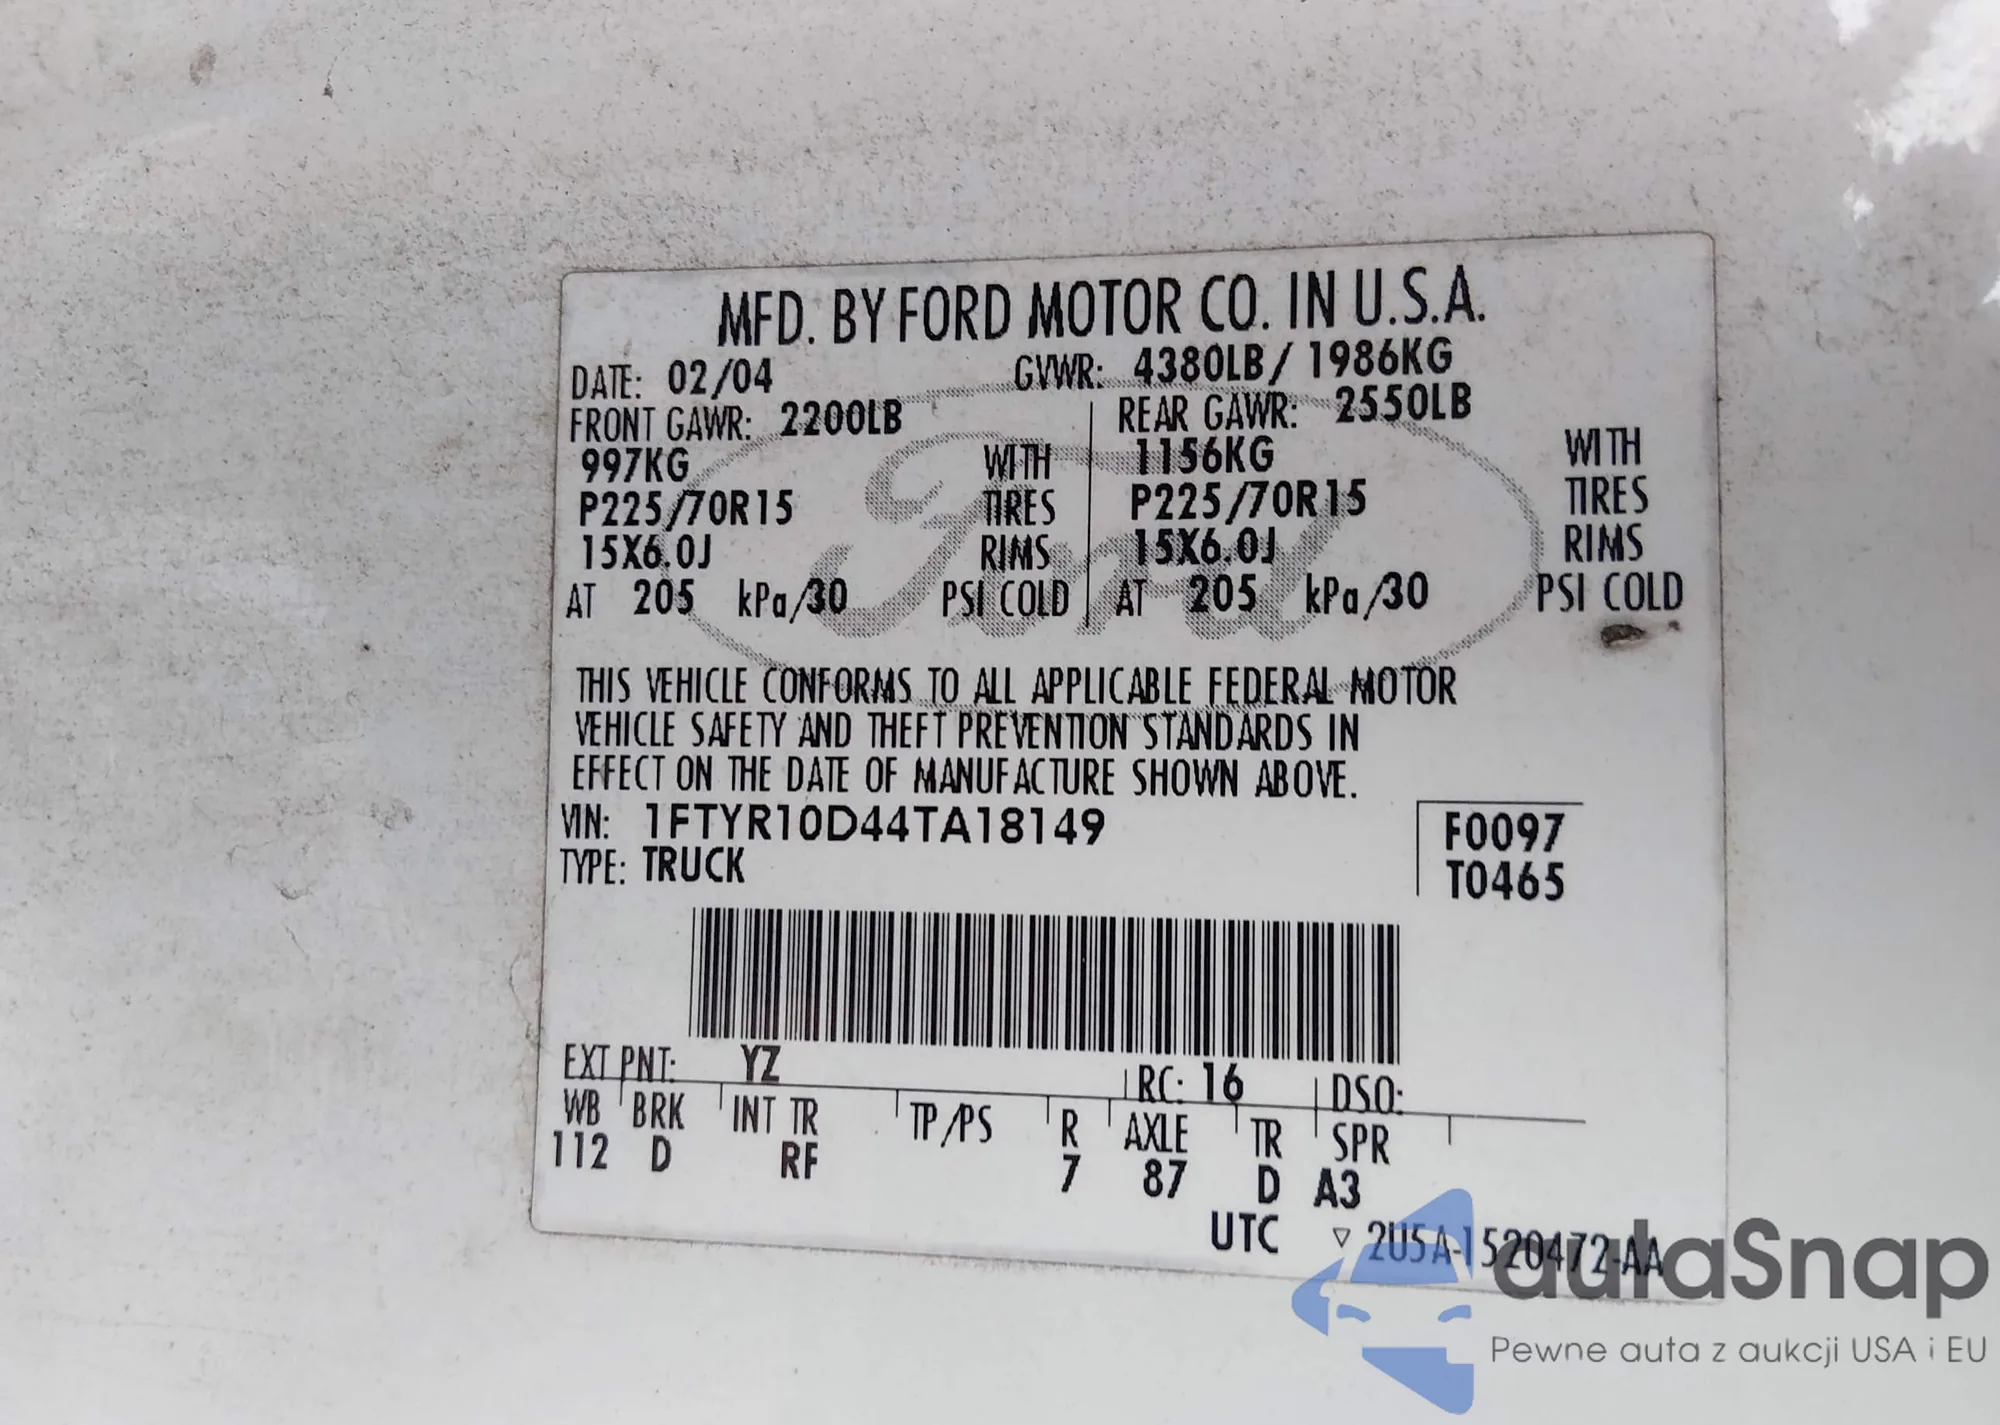 MFD. BY FORD MOTOR CO. IN U.S.A.
DATE: 02/04 GVWR: 4380LB/ 1986KG
FRONT GAWR: 2200LB REAR GAWR: 2550LB
997KG WITH 1156KG WITH
P225/70R15 TIRES P225/70R15 TIRES
15X6.0J RIMS 15X6.0J RIMS
AT 205 kPa/30 PSI COLD AT 205 kPa/30 PSI COLD
Ford
THIS VEHICLE CONFORMS TO ALL APPLICABLE FEDERAL MOTOR
VEHICLE SAFETY AND THEFT PREVENTION STANDARDS IN
EFFECT ON THE DATE OF MANUFACTURE SHOWN ABOVE.
VIN: 1FTYR10D44TA18149 F0097
TYPE: TRUCK T0465
EXT PNT: YZ RC: 16 DSO:
WB BRK INT TR TP/PS R AXLE TR SPR
112 D RF 7 87 D A3
UTC ▽ 2U5A-1520472-AA
autaSnap
Pewne auta z aukcji USA i EU